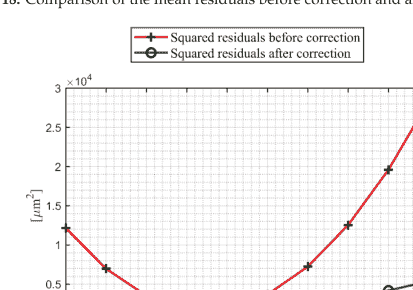 18. Comparison of the mean residuals before correction and a
Squared residuals before correction
Squared residuals after correction
×10⁴
3
2.5
2
1.5
1
0.5
[μm²]